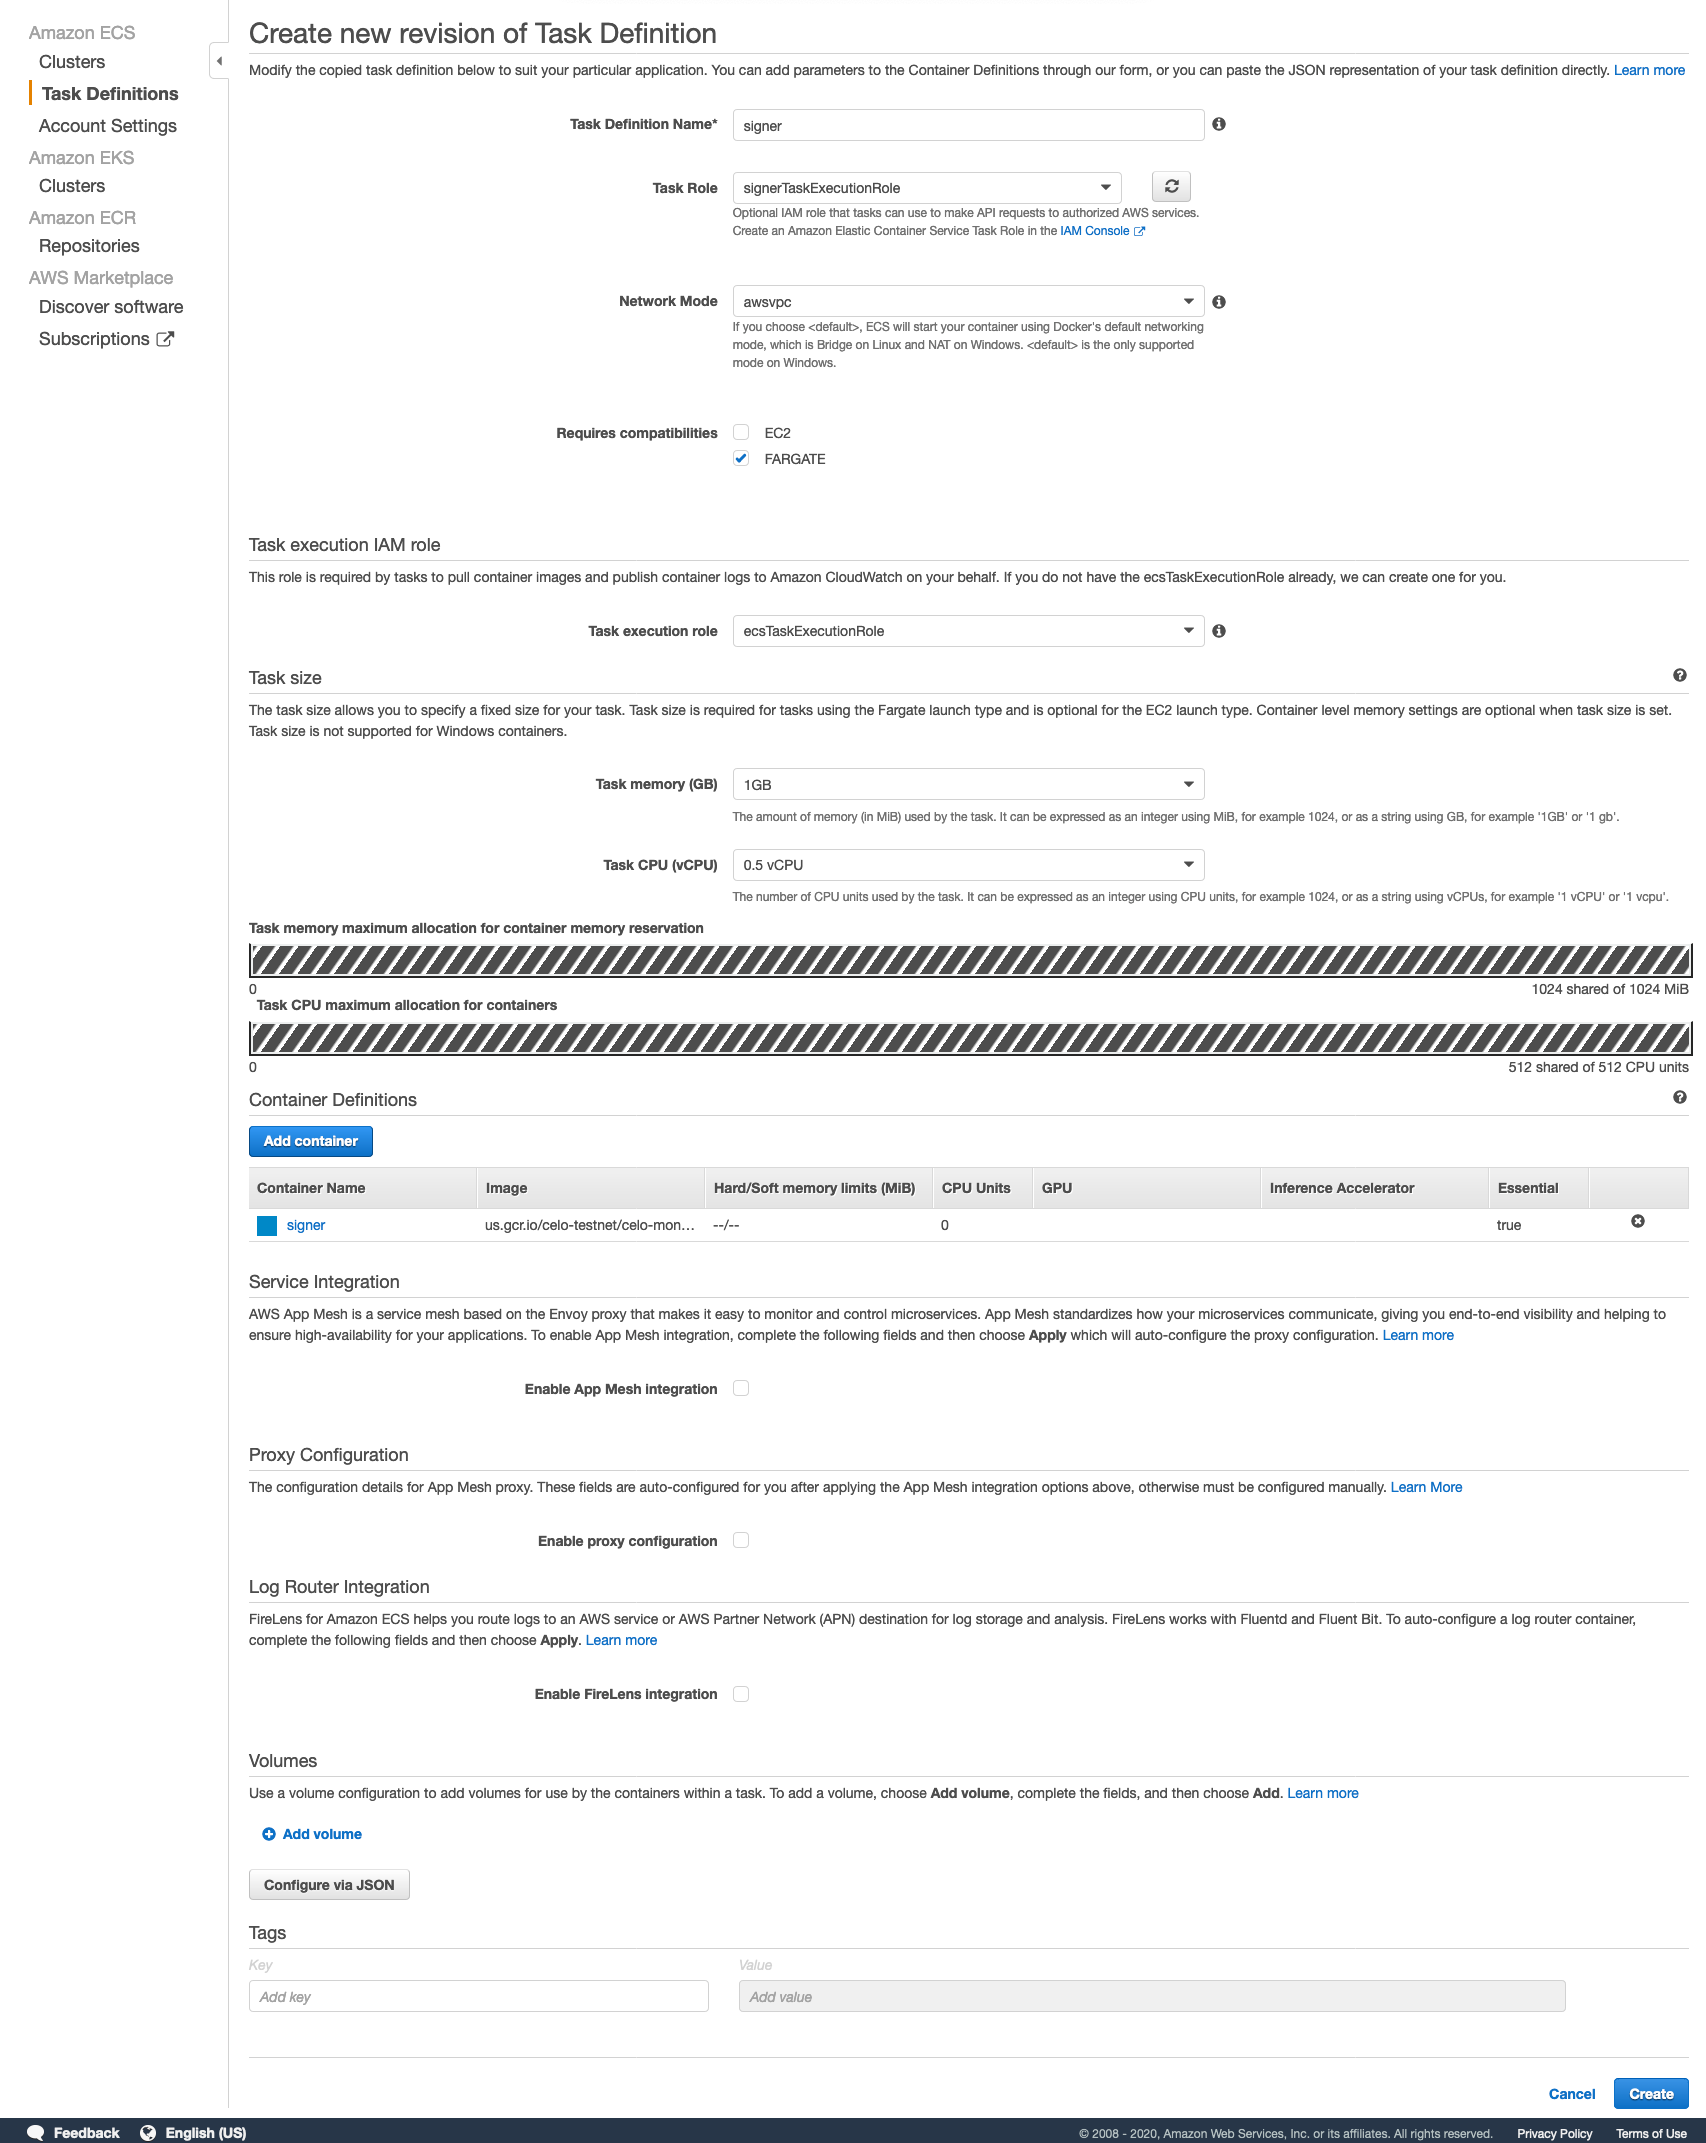 Amazon ECS
Clusters
Task Definitions
Account Settings
Amazon EKS
Clusters
Amazon ECR
Repositories
AWS Marketplace
Discover software
Subscriptions
Create new revision of Task Definition
Modify the copied task definition below to suit your particular application. You can add parameters to the Container Definitions through our form, or you can paste the JSON representation of your task definition directly. Learn more
Task Definition Name* signer
Task Role signerTaskExecutionRole
Optional IAM role that tasks can use to make API requests to authorized AWS services.
Create an Amazon Elastic Container Service Task Role in the IAM Console
Network Mode awsvpc
If you choose <default>, ECS will start your container using Docker's default networking
mode, which is Bridge on Linux and NAT on Windows. <default> is the only supported
mode on Windows.
Requires compatibilities EC2
FARGATE
Task execution IAM role
This role is required by tasks to pull container images and publish container logs to Amazon CloudWatch on your behalf. If you do not have the ecsTaskExecutionRole already, we can create one for you.
Task execution role ecsTaskExecutionRole
Task size
The task size allows you to specify a fixed size for your task. Task size is required for tasks using the Fargate launch type and is optional for the EC2 launch type. Container level memory settings are optional when task size is set.
Task size is not supported for Windows containers.
Task memory (GB) 1GB
The amount of memory (in MiB) used by the task. It can be expressed as an integer using MiB, for example 1024, or as a string using GB, for example '1GB' or '1 gb'.
Task CPU (vCPU) 0.5 vCPU
The number of CPU units used by the task. It can be expressed as an integer using CPU units, for example 1024, or as a string using vCPUs, for example '1 vCPU' or '1 vcpu'.
Task memory maximum allocation for container memory reservation
0 1024 shared of 1024 MiB
Task CPU maximum allocation for containers
0 512 shared of 512 CPU units
Container Definitions
Add container
Container Name Image Hard/Soft memory limits (MiB) CPU Units GPU Inference Accelerator Essential
signer us.gcr.io/celo-testnet/celo-mon... --/-- 0 true
Service Integration
AWS App Mesh is a service mesh based on the Envoy proxy that makes it easy to monitor and control microservices. App Mesh standardizes how your microservices communicate, giving you end-to-end visibility and helping to
ensure high-availability for your applications. To enable App Mesh integration, complete the following fields and then choose Apply which will auto-configure the proxy configuration. Learn more
Enable App Mesh integration
Proxy Configuration
The configuration details for App Mesh proxy. These fields are auto-configured for you after applying the App Mesh integration options above, otherwise must be configured manually. Learn More
Enable proxy configuration
Log Router Integration
FireLens for Amazon ECS helps you route logs to an AWS service or AWS Partner Network (APN) destination for log storage and analysis. FireLens works with Fluentd and Fluent Bit. To auto-configure a log router container,
complete the following fields and then choose Apply. Learn more
Enable FireLens integration
Volumes
Use a volume configuration to add volumes for use by the containers within a task. To add a volume, choose Add volume, complete the fields, and then choose Add. Learn more
Add volume
Configure via JSON
Tags
Key Value
Add key Add value
Cancel Create
Feedback English (US) © 2008 - 2020, Amazon Web Services, Inc. or its affiliates. All rights reserved. Privacy Policy Terms of Use